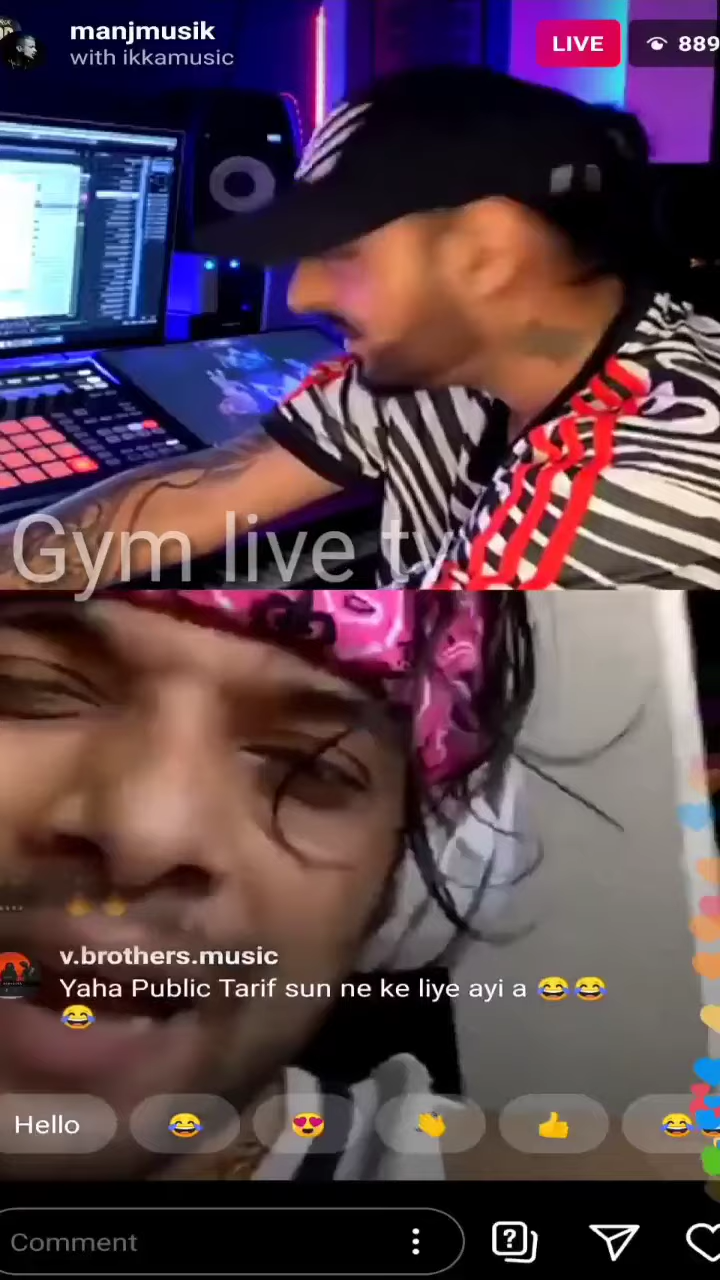 manjmusik
with ikkamusic
LIVE
889
Gym live tv
v.brothers.music
Yaha Public Tarif sun ne ke liye ayi a 😂😂
😂
Hello
Comment